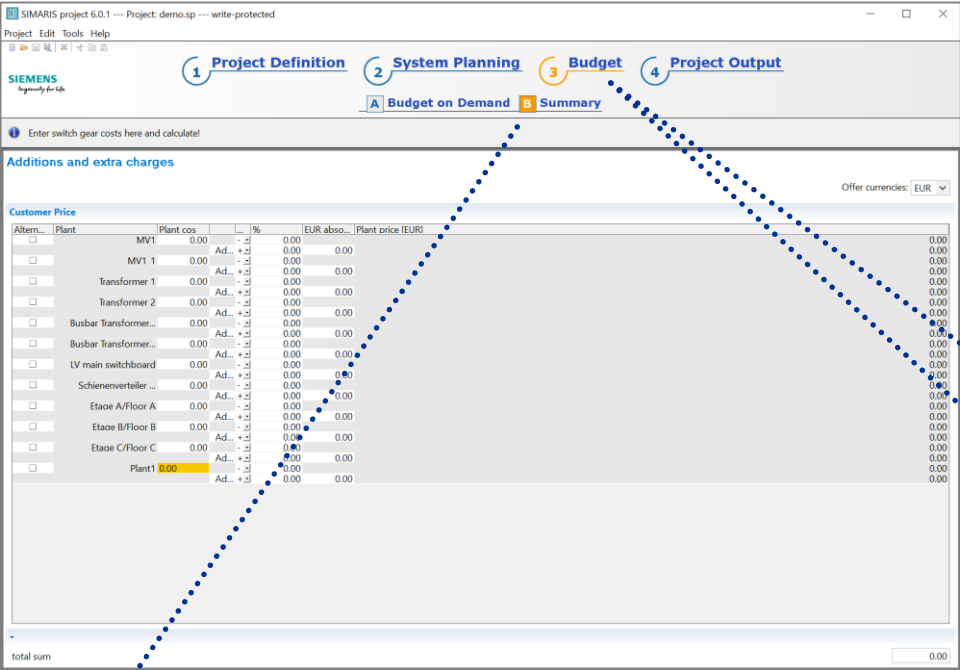 SIMARIS project 6.0.1 --- Project: demo.sp --- write-protected
Project Edit Tools Help
SIEMENS
Ingenuity for life
1 Project Definition 2 System Planning 3 Budget 4 Project Output
A Budget on Demand B Summary
Enter switch gear costs here and calculate!
Additions and extra charges
Offer currencies: EUR
Customer Price
Altern... Plant Plant cos ... % EUR abso... Plant price [EUR]
MV1 0.00 - 0.00 0.00
Ad... + 0.00 0.00 0.00
MV1 1 0.00 - 0.00 0.00
Ad... + 0.00 0.00 0.00
Transformer 1 0.00 - 0.00 0.00
Ad... + 0.00 0.00 0.00
Transformer 2 0.00 - 0.00 0.00
Ad... + 0.00 0.00 0.00
Busbar Transformer... 0.00 - 0.00 0.00
Ad... + 0.00 0.00 0.00
Busbar Transformer... 0.00 - 0.00 0.00
Ad... + 0.00 0.00 0.00
LV main switchboard 0.00 - 0.00 0.00
Ad... + 0.00 0.00 0.00
Schienenverteiler ... 0.00 - 0.00 0.00
Ad... + 0.00 0.00 0.00
Etage A/Floor A 0.00 - 0.00 0.00
Ad... + 0.00 0.00 0.00
Etage B/Floor B 0.00 - 0.00 0.00
Ad... + 0.00 0.00 0.00
Etage C/Floor C 0.00 - 0.00 0.00
Ad... + 0.00 0.00 0.00
Plant1 0.00 - 0.00 0.00
Ad... + 0.00 0.00 0.00
total sum 0.00